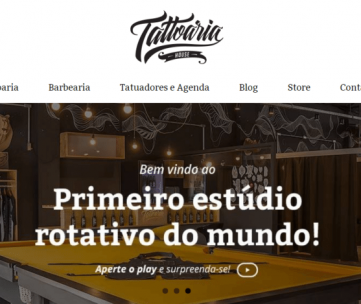 Tattoaria
HOUSE
aria Barbearia Tatuadores e Agenda Blog Store Cont
Bem vindo ao
Primeiro estúdio
rotativo do mundo!
Aperte o play e surpreenda-se!